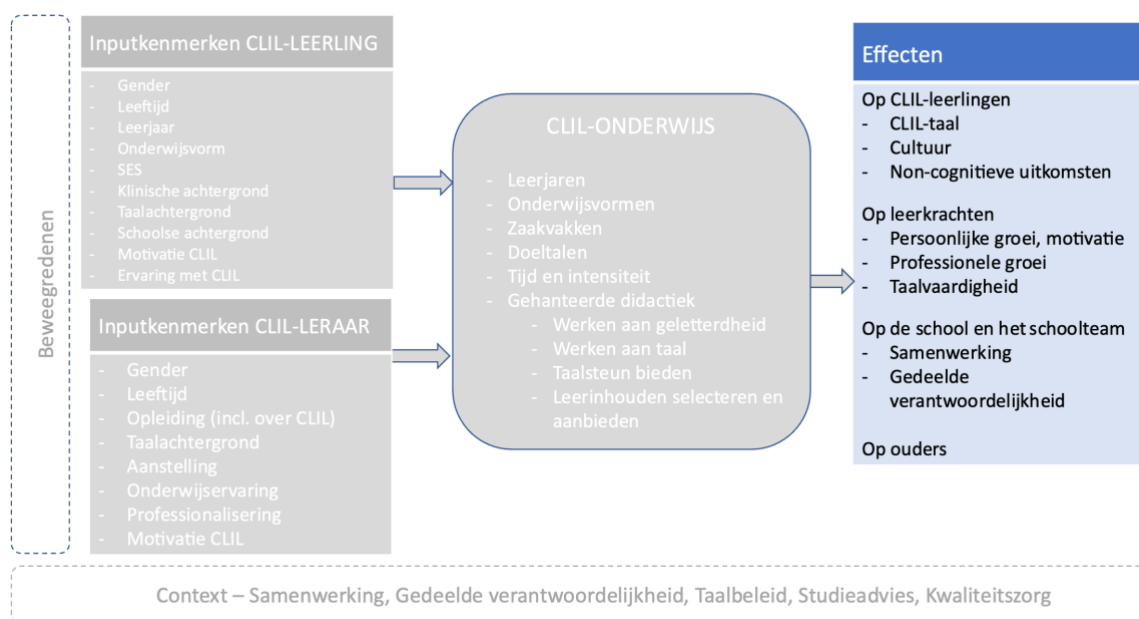 Beweegredenen
Inputkenmerken CLIL-LEERLING
- Gender
- Leeftijd
- Leerjaar
- Onderwijsvorm
- SES
- Klinische achtergrond
- Taalachtergrond
- Schoolse achtergrond
- Motivatie CLIL
- Ervaring met CLIL
Inputkenmerken CLIL-LERAAR
- Gender
- Leeftijd
- Opleiding (incl. over CLIL)
- Taalachtergrond
- Aanstelling
- Onderwijservaring
- Professionalisering
- Motivatie CLIL
CLIL-ONDERWIJS
- Leerjaren
- Onderwijsvormen
- Zaakvakken
- Doeltalen
- Tijd en intensiteit
- Gehanteerde didactiek
- Werken aan geletterdheid
- Werken aan taal
- Taalsteun bieden
- Leerinhouden selecteren en
aanbieden
Effecten
Op CLIL-leerlingen
- CLIL-taal
- Cultuur
- Non-cognitieve uitkomsten
Op leerkrachten
- Persoonlijke groei, motivatie
- Professionele groei
- Taalvaardigheid
Op de school en het schoolteam
- Samenwerking
- Gedeelde
verantwoordelijkheid
Op ouders
Context – Samenwerking, Gedeelde verantwoordelijkheid, Taalbeleid, Studieadvies, Kwaliteitszorg